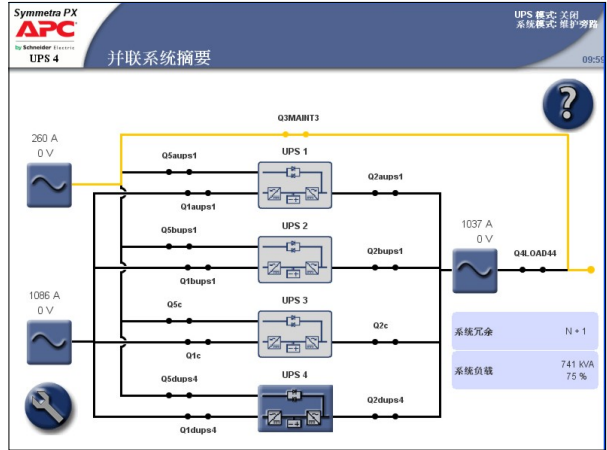 Symmetra PX
APC
by Schneider Electric
UPS 4
并联系统摘要
UPS 模式: 关闭
系统模式: 维护旁路
09:59
?
Q3MAINT3
260 A
0 V
Q5aups1
UPS 1
Q2aups1
Q1aups1
Q5bups1
UPS 2
Q2bups1
Q1bups1
1037 A
0 V
Q4LOAD44
1086 A
0 V
Q5c
UPS 3
Q2c
Q1c
系统冗余
N + 1
Q5dups4
UPS 4
Q2dups4
Q1dups4
系统负载
741 kVA
75 %